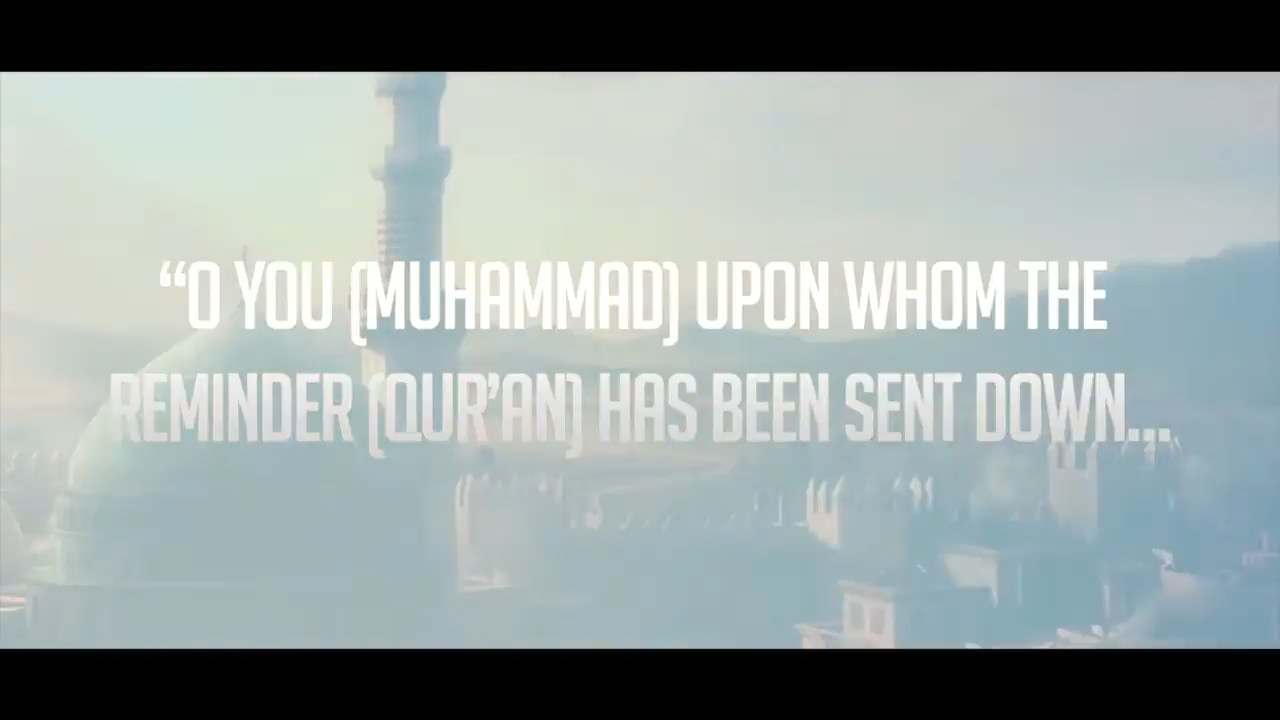 “O YOU (MUHAMMAD) UPON WHOM THE
REMINDER (QUR’AN) HAS BEEN SENT DOWN...